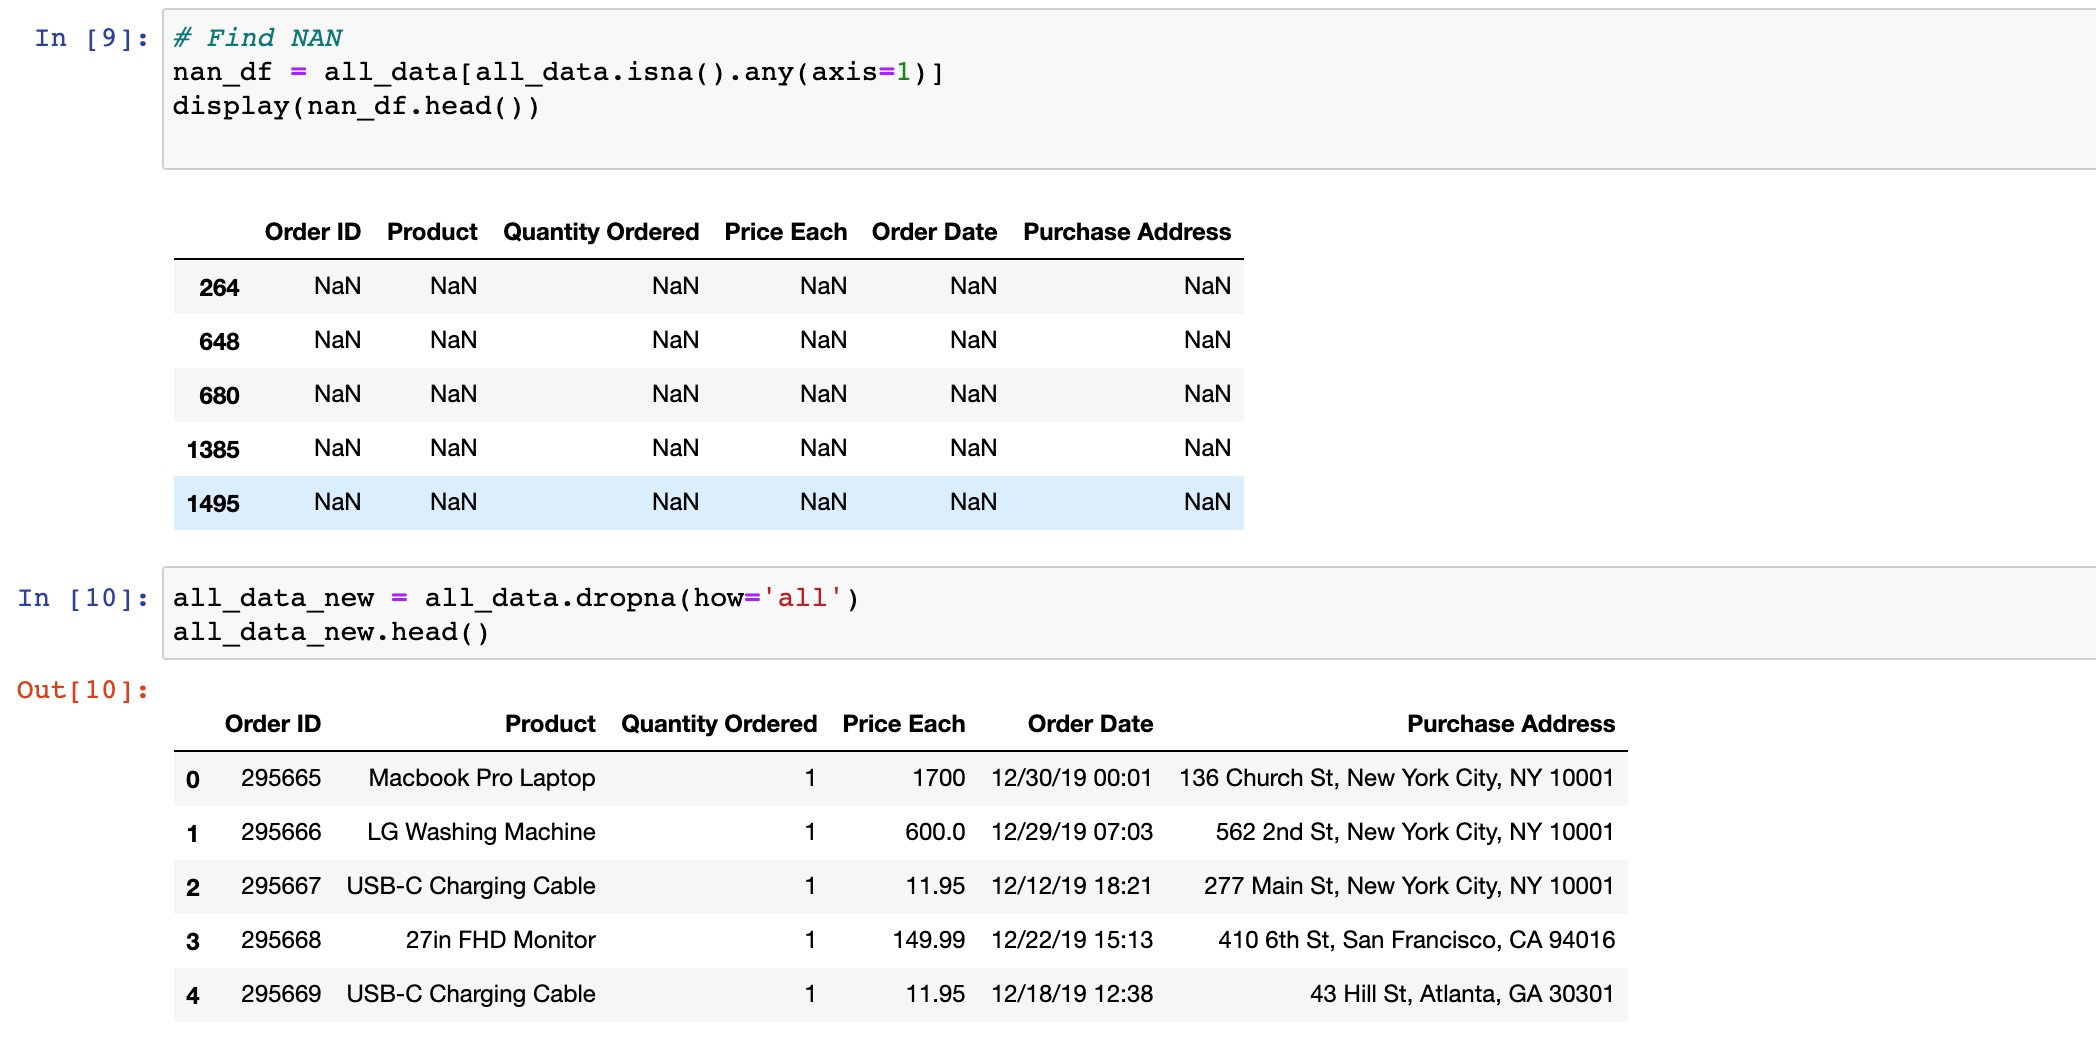 In [9]: # Find NAN
nan_df = all_data[all_data.isna().any(axis=1)]
display(nan_df.head())
Order ID Product Quantity Ordered Price Each Order Date Purchase Address
264 NaN NaN NaN NaN NaN NaN
648 NaN NaN NaN NaN NaN NaN
680 NaN NaN NaN NaN NaN NaN
1385 NaN NaN NaN NaN NaN NaN
1495 NaN NaN NaN NaN NaN NaN
In [10]: all_data_new = all_data.dropna(how='all')
all_data_new.head()
Out[10]:
Order ID Product Quantity Ordered Price Each Order Date Purchase Address
0 295665 Macbook Pro Laptop 1 1700 12/30/19 00:01 136 Church St, New York City, NY 10001
1 295666 LG Washing Machine 1 600.0 12/29/19 07:03 562 2nd St, New York City, NY 10001
2 295667 USB-C Charging Cable 1 11.95 12/12/19 18:21 277 Main St, New York City, NY 10001
3 295668 27in FHD Monitor 1 149.99 12/22/19 15:13 410 6th St, San Francisco, CA 94016
4 295669 USB-C Charging Cable 1 11.95 12/18/19 12:38 43 Hill St, Atlanta, GA 30301